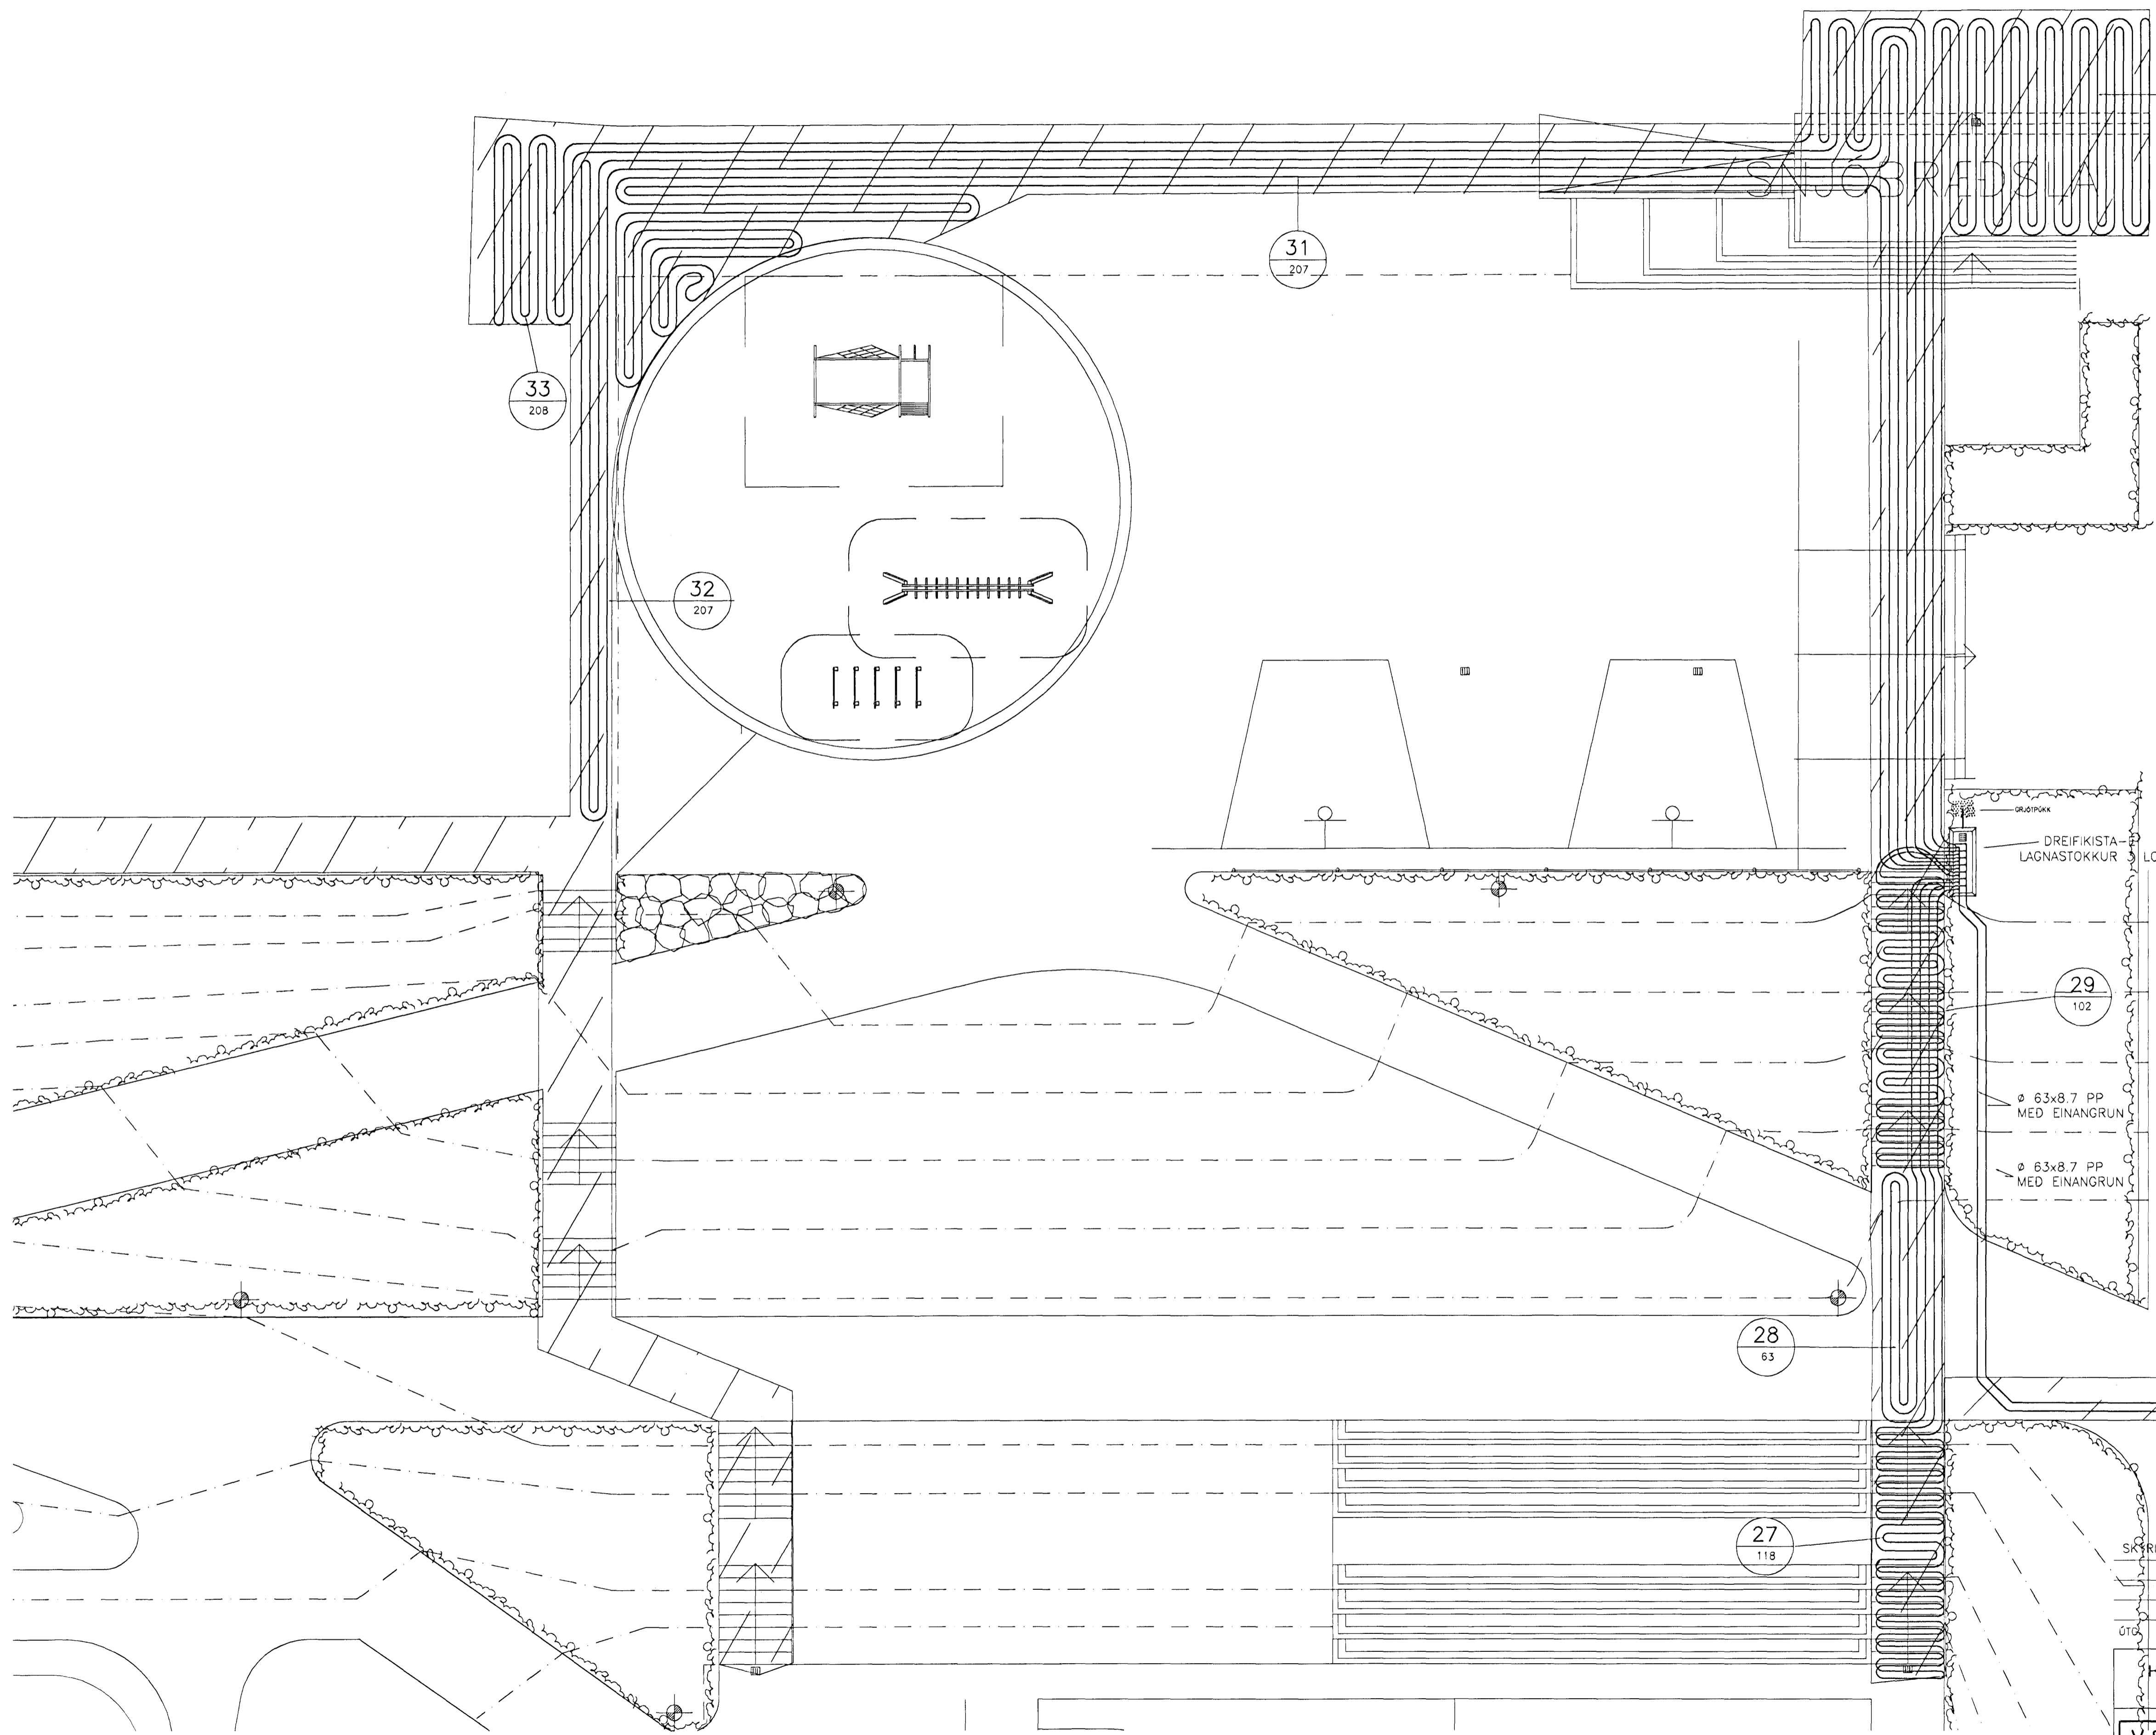 SNJÓBRÆDSLA
31
207
33
208
32
207
GRJÓTPÚKK
DREIFIKISTA-
LAGNASTOKKUR
29
102
ø 63x8.7 PP
MED EINANGRUN
ø 63x8.7 PP
MED EINANGRUN
28
63
27
118